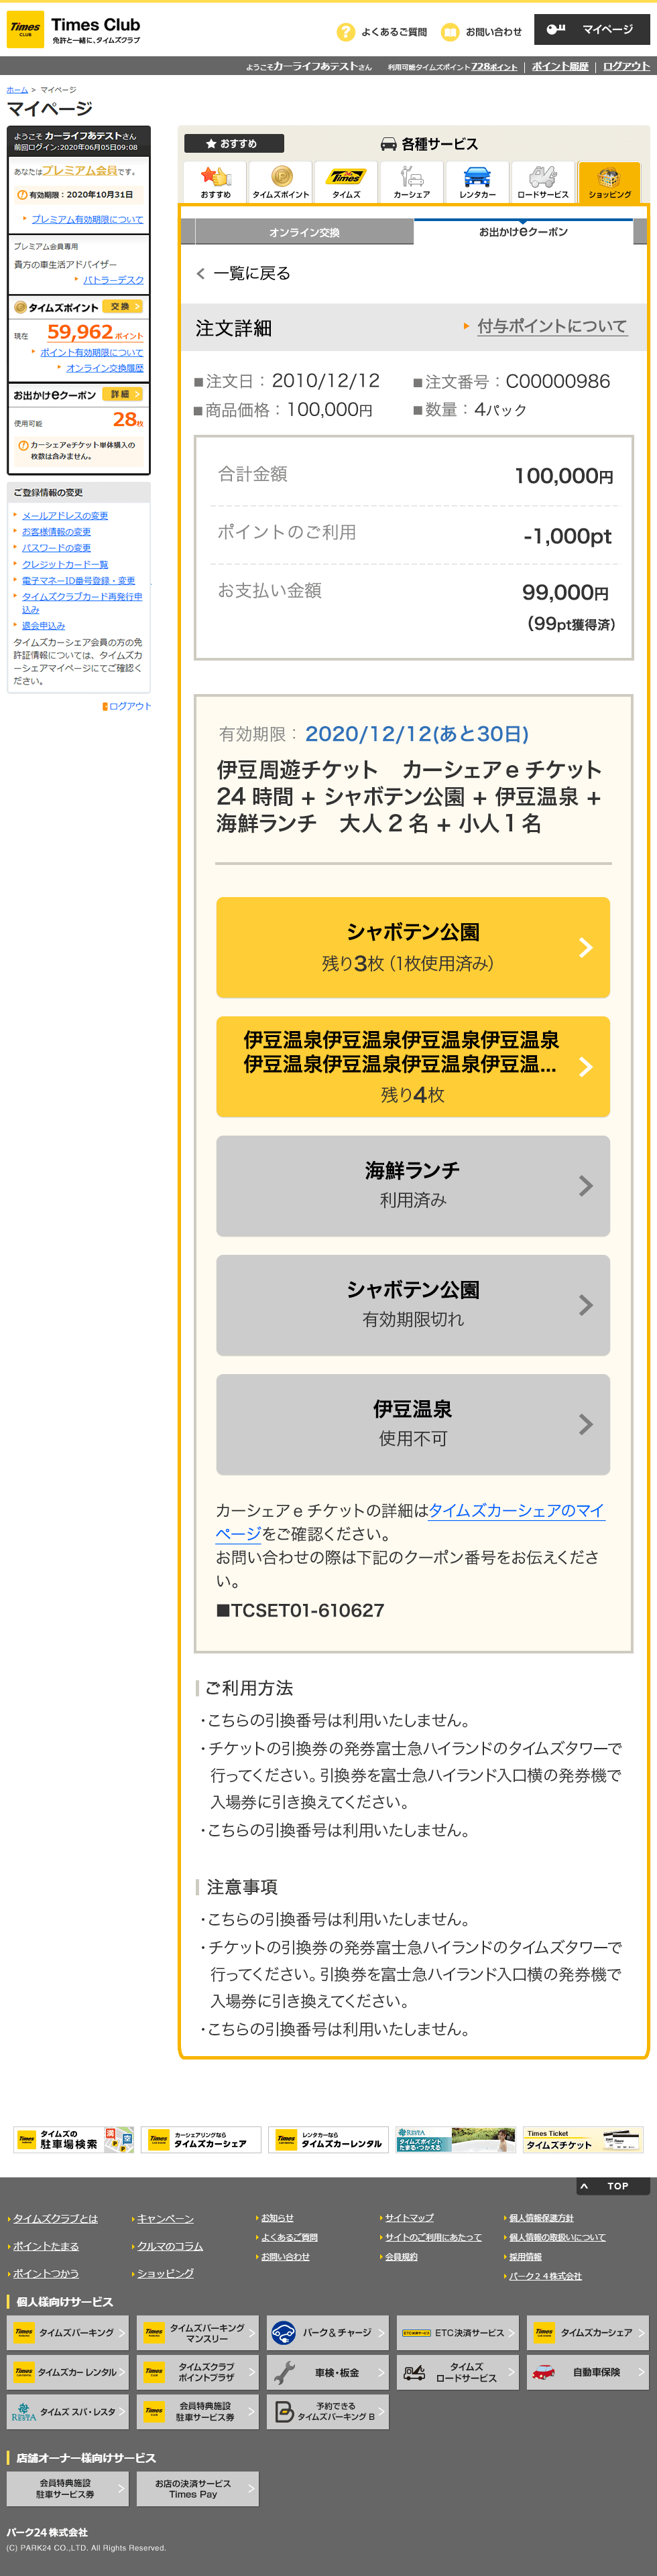 Times
CLUB
Times Club
免許と一緒に、タイムズクラブ
よくあるご質問
お問い合わせ
マイページ
ようこそカーライフあテストさん 利用可能タイムズポイント728ポイント ポイント履歴 ログアウト
ホーム > マイページ
マイページ
ようこそ カーライフあテストさん
前回ログイン:2020年06月05日09:08
あなたはプレミアム会員です。
有効期限：2020年10月31日
プレミアム有効期限について
プレミアム会員専用
貴方の車生活アドバイザー
バトラーデスク
タイムズポイント 交換
現在 59,962ポイント
ポイント有効期限について
オンライン交換履歴
お出かけeクーポン 詳細
使用可能 28枚
カーシェアeチケット単体購入の
枚数は含みません。
ご登録情報の変更
メールアドレスの変更
お客様情報の変更
パスワードの変更
クレジットカード一覧
電子マネーID番号登録・変更
タイムズクラブカード再発行申
込み
退会申込み
タイムズカーシェア会員の方の免
許証情報については、タイムズカ
ーシェアマイページにてご確認く
ださい。
ログアウト
おすすめ
各種サービス
おすすめ
タイムズポイント
Times
タイムズ
カーシェア
レンタカー
ロードサービス
ショッピング
オンライン交換
お出かけeクーポン
一覧に戻る
注文詳細
付与ポイントについて
■注文日：2010/12/12
■注文番号：C00000986
■商品価格：100,000円
■数量：4パック
合計金額 100,000円
ポイントのご利用 -1,000pt
お支払い金額 99,000円
（99pt獲得済）
有効期限：2020/12/12(あと30日)
伊豆周遊チケット　カーシェアｅチケット
24 時間 + シャボテン公園 + 伊豆温泉 +
海鮮ランチ　大人 2 名 + 小人 1 名
シャボテン公園
残り3枚（1枚使用済み）
伊豆温泉伊豆温泉伊豆温泉伊豆温泉
伊豆温泉伊豆温泉伊豆温泉伊豆温...
残り4枚
海鮮ランチ
利用済み
シャボテン公園
有効期限切れ
伊豆温泉
使用不可
カーシェアｅチケットの詳細はタイムズカーシェアのマイ
ページをご確認ください。
お問い合わせの際は下記のクーポン番号をお伝えくださ
い。
■TCSET01-610627
ご利用方法
・こちらの引換番号は利用いたしません。
・チケットの引換券の発券富士急ハイランドのタイムズタワーで
行ってください。引換券を富士急ハイランド入口横の発券機で
入場券に引き換えてください。
・こちらの引換番号は利用いたしません。
注意事項
・こちらの引換番号は利用いたしません。
・チケットの引換券の発券富士急ハイランドのタイムズタワーで
行ってください。引換券を富士急ハイランド入口横の発券機で
入場券に引き換えてください。
・こちらの引換番号は利用いたしません。
タイムズの
駐車場検索
カーシェアリングなら
タイムズカーシェア
レンタカーなら
タイムズカーレンタル
RESTA
タイムズポイント
たまる・つかえる
Times Ticket
タイムズチケット
TOP
タイムズクラブとは
ポイントたまる
ポイントつかう
キャンペーン
クルマのコラム
ショッピング
お知らせ
よくあるご質問
お問い合わせ
サイトマップ
サイトのご利用にあたって
会員規約
個人情報保護方針
個人情報の取扱いについて
採用情報
パーク２４株式会社
個人様向けサービス
タイムズパーキング
タイムズパーキング
マンスリー
パーク＆チャージ
ETC決済サービス
タイムズカーシェア
タイムズカー レンタル
タイムズクラブ
ポイントプラザ
車検・板金
タイムズ
ロードサービス
自動車保険
タイムズ スパ・レスタ
会員特典施設
駐車サービス券
予約できる
タイムズパーキング B
店舗オーナー様向けサービス
会員特典施設
駐車サービス券
お店の決済サービス
Times Pay
パーク24 株式会社
(C) PARK24 CO.,LTD. All Rights Reserved.